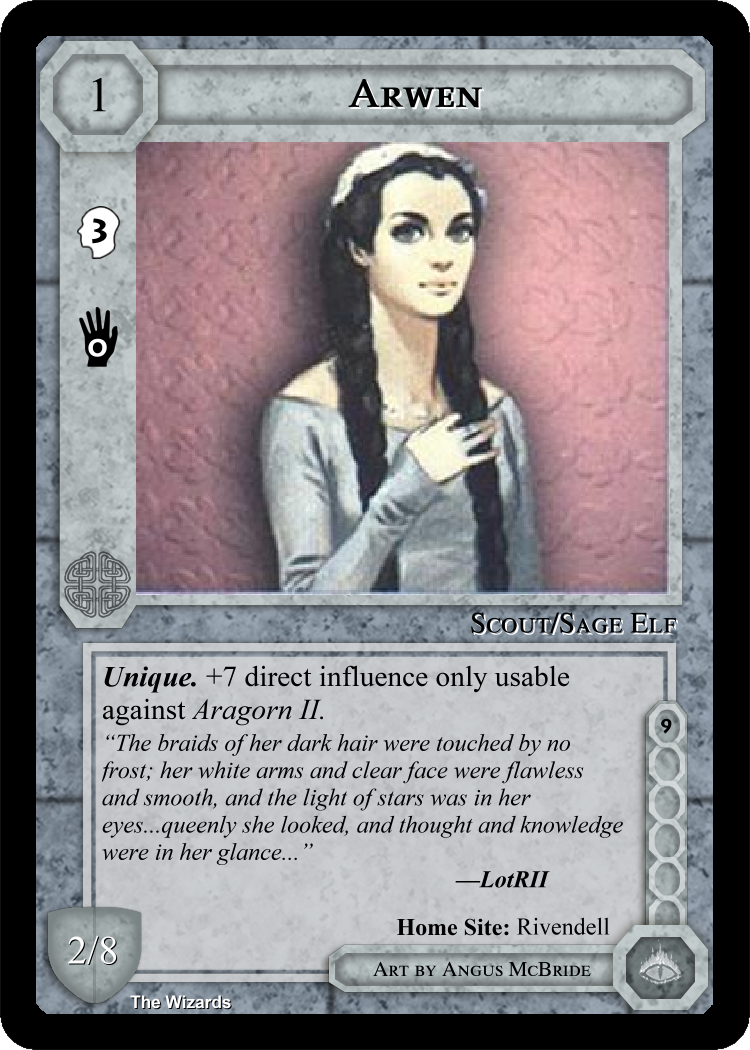 1
Arwen
3
0
Scout/Sage Elf
Unique. +7 direct influence only usable
against Aragorn II.
“The braids of her dark hair were touched by no
frost; her white arms and clear face were flawless
and smooth, and the light of stars was in her
eyes...queenly she looked, and thought and knowledge
were in her glance...”
—LotRII
9
Home Site: Rivendell
2/8
Art by Angus McBride
The Wizards